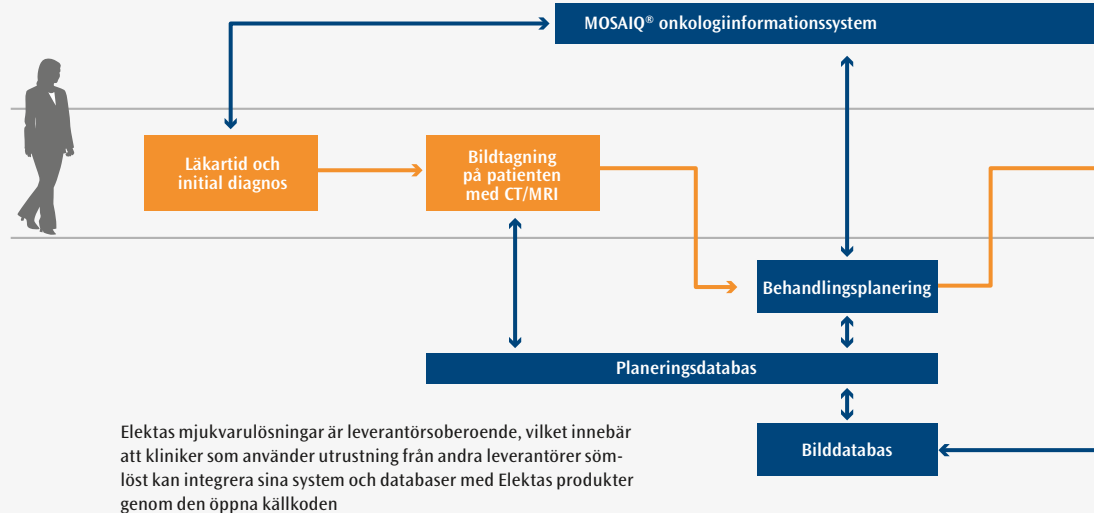 MOSAIQ® onkologiinformationssystem
Läkartid och
initial diagnos
Bildtagning
på patienten
med CT/MRI
Behandlingsplanering
Planeringsdatabas
Bilddatabas
Elektas mjukvarulösningar är leverantörsoberoende, vilket innebär
att kliniker som använder utrustning från andra leverantörer söm-
löst kan integrera sina system och databaser med Elektas produkter
genom den öppna källkoden